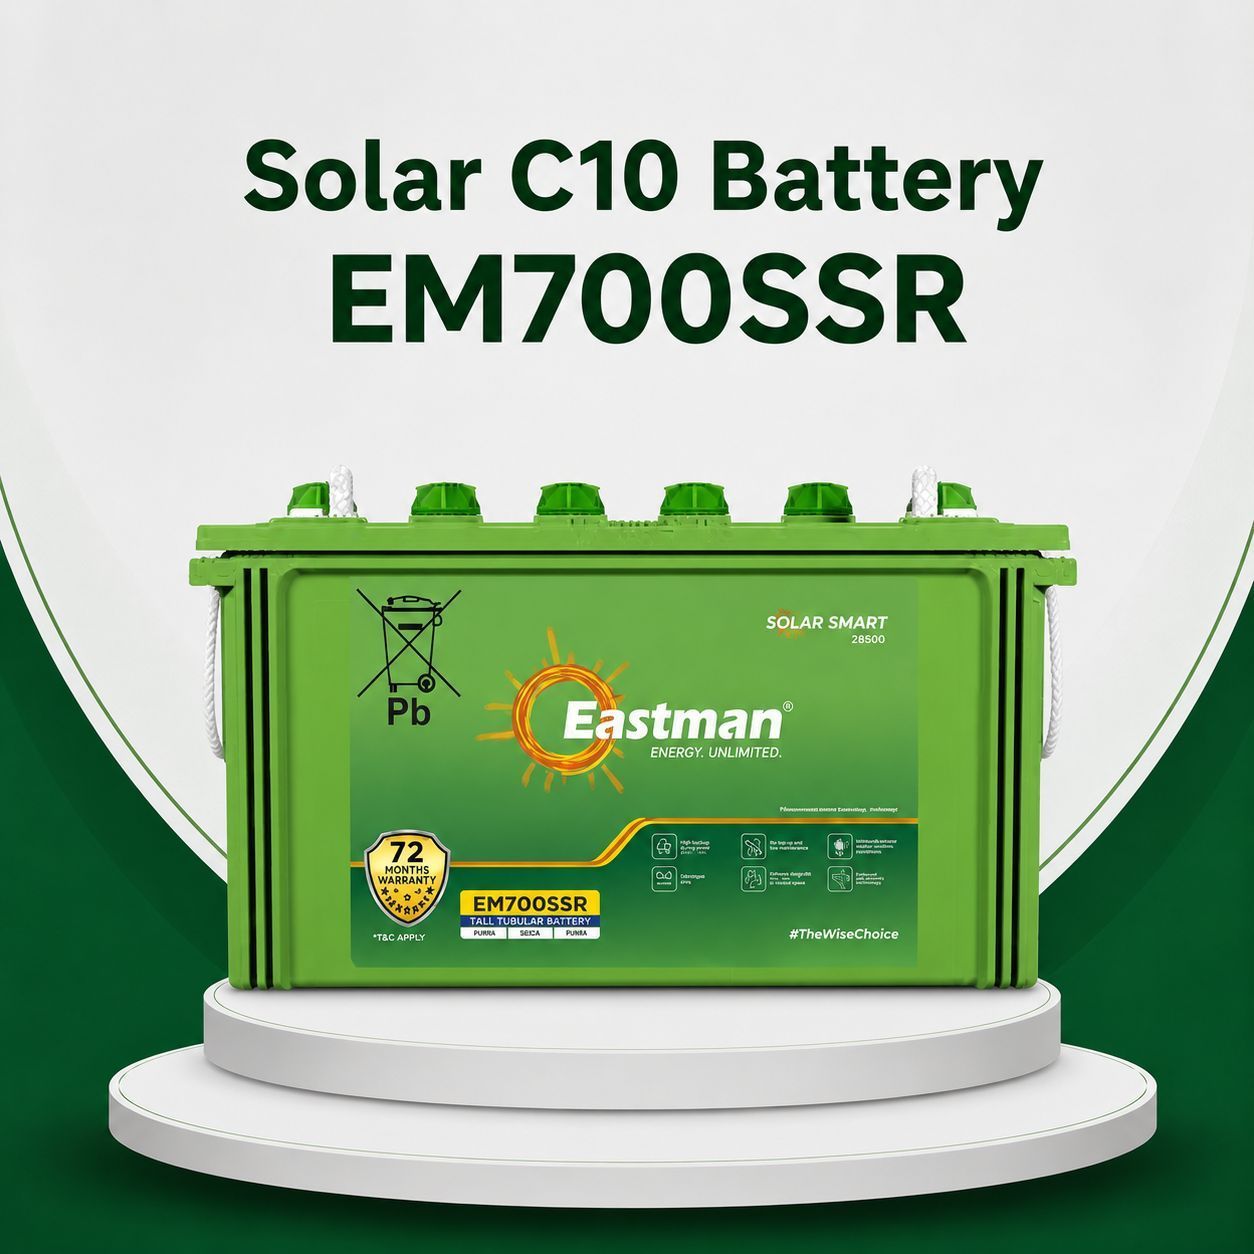 Solar C10 Battery
EM700SSR
SOLAR SMART
28500
Pb
Eastman®
ENERGY. UNLIMITED.
72
MONTHS
WARRANTY
*T&C APPLY
EM700SSR
TALL TUBULAR BATTERY
#TheWiseChoice